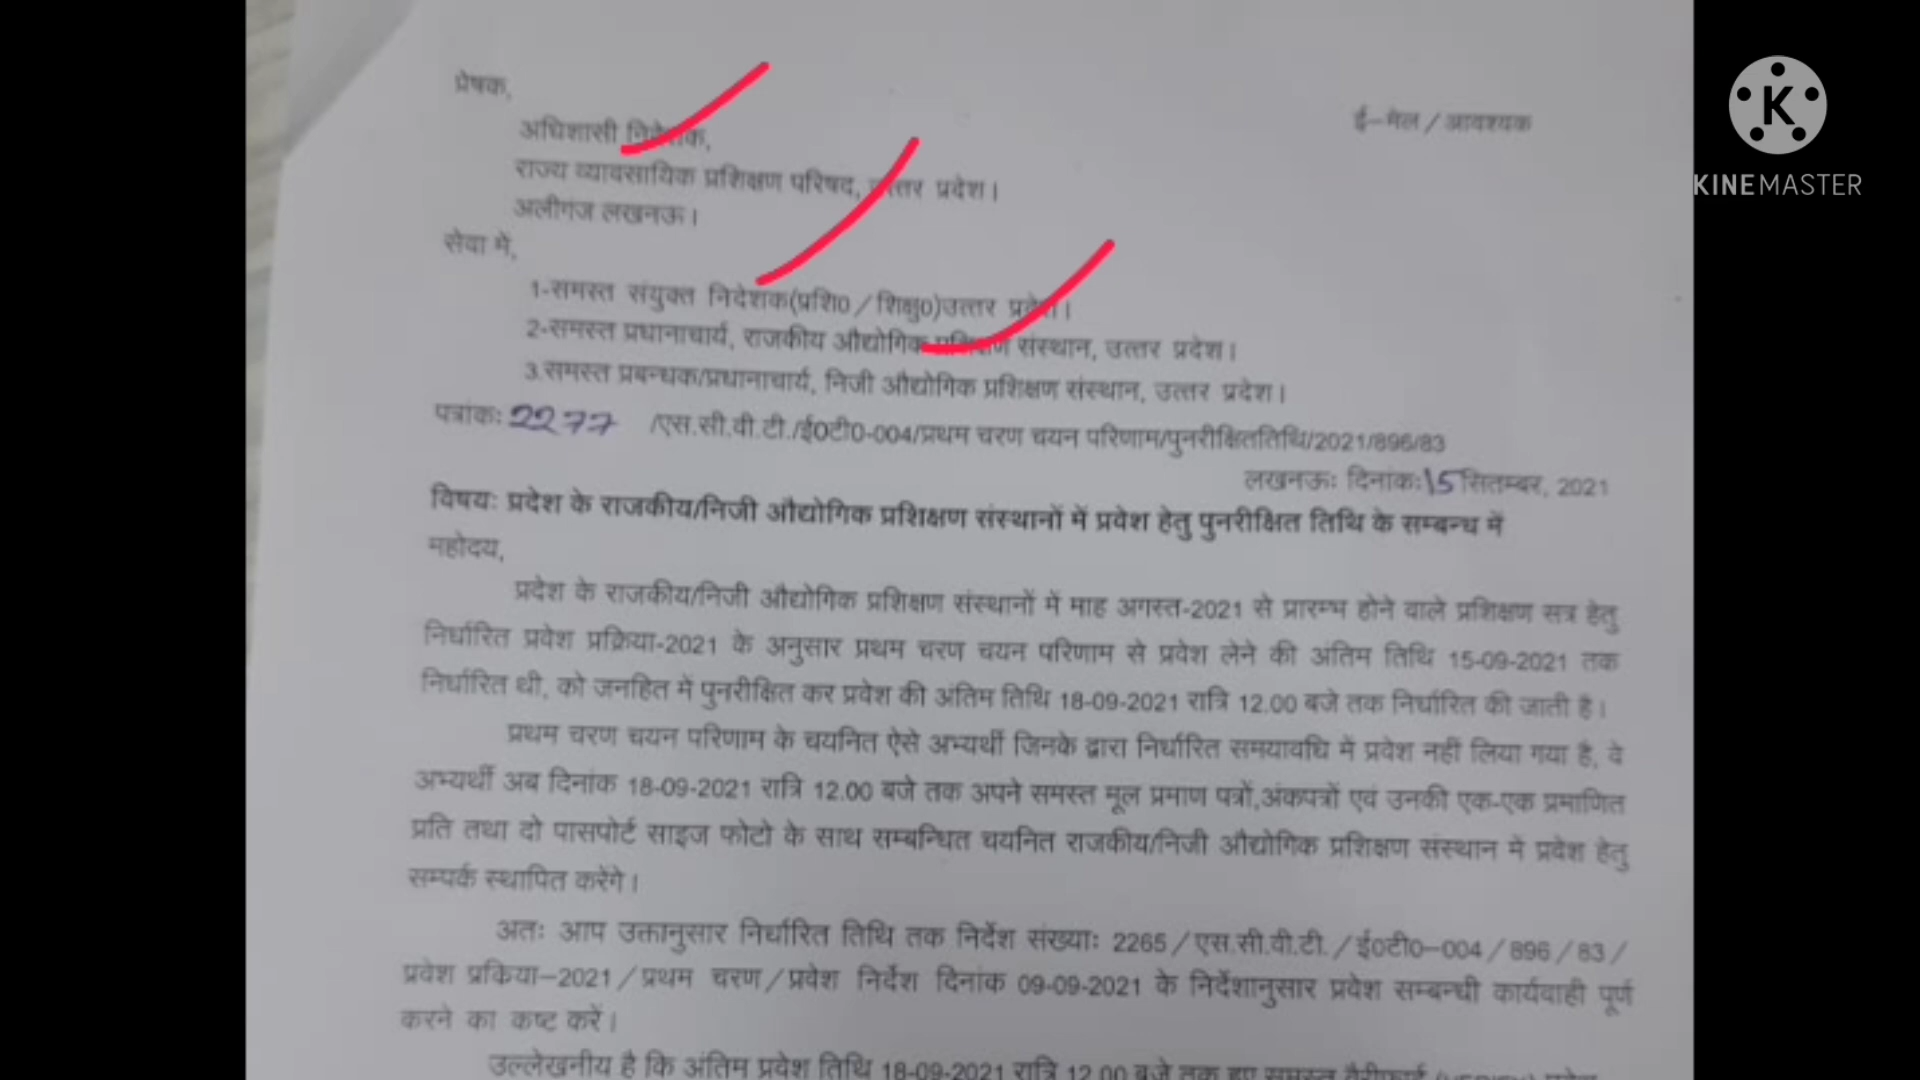 प्रेषक,
ई-मेल / आवश्यक
अधिशासी निदेशक,
राज्य व्यावसायिक प्रशिक्षण परिषद, उत्तर प्रदेश।
अलीगंज लखनऊ।
सेवा में,
1-समस्त संयुक्त निदेशक(प्रशि0 / शिक्षु0)उत्तर प्रदेश।
2-समस्त प्रधानाचार्य, राजकीय औद्योगिक प्रशिक्षण संस्थान, उत्तर प्रदेश।
3.समस्त प्रबन्धक/प्रधानाचार्य, निजी औद्योगिक प्रशिक्षण संस्थान, उत्तर प्रदेश।
पत्रांकः 2277 /एस.सी.वी.टी./ई0टी0-004/प्रथम चरण चयन परिणाम/पुनरीक्षिततिथि/2021/896/83
लखनऊः दिनांकः15 सितम्बर, 2021
विषयः प्रदेश के राजकीय/निजी औद्योगिक प्रशिक्षण संस्थानों में प्रवेश हेतु पुनरीक्षित तिथि के सम्बन्ध में
महोदय,
प्रदेश के राजकीय/निजी औद्योगिक प्रशिक्षण संस्थानों में माह अगस्त-2021 से प्रारम्भ होने वाले प्रशिक्षण सत्र हेतु
निर्धारित प्रवेश प्रक्रिया-2021 के अनुसार प्रथम चरण चयन परिणाम से प्रवेश लेने की अंतिम तिथि 15-09-2021 तक
निर्धारित थी, को जनहित में पुनरीक्षित कर प्रवेश की अंतिम तिथि 18-09-2021 रात्रि 12.00 बजे तक निर्धारित की जाती है।
प्रथम चरण चयन परिणाम के चयनित ऐसे अभ्यर्थी जिनके द्वारा निर्धारित समयावधि में प्रवेश नहीं लिया गया है, वे
अभ्यर्थी अब दिनांक 18-09-2021 रात्रि 12.00 बजे तक अपने समस्त मूल प्रमाण पत्रों,अंकपत्रों एवं उनकी एक-एक प्रमाणित
प्रति तथा दो पासपोर्ट साइज फोटो के साथ सम्बन्धित चयनित राजकीय/निजी औद्योगिक प्रशिक्षण संस्थान मे प्रवेश हेतु
सम्पर्क स्थापित करेंगे।
अतः आप उक्तानुसार निर्धारित तिथि तक निर्देश संख्याः 2265 / एस.सी.वी.टी. / ई0टी0-004 / 896 / 83 /
प्रवेश प्रकिया-2021 / प्रथम चरण / प्रवेश निर्देश दिनांक 09-09-2021 के निर्देशानुसार प्रवेश सम्बन्धी कार्यवाही पूर्ण
करने का कष्ट करें।
उल्लेखनीय है कि अंतिम प्रवेश तिथि 18-09-2021 रात्रि 12.00 बजे तक हुए समस्त
KINEMASTER